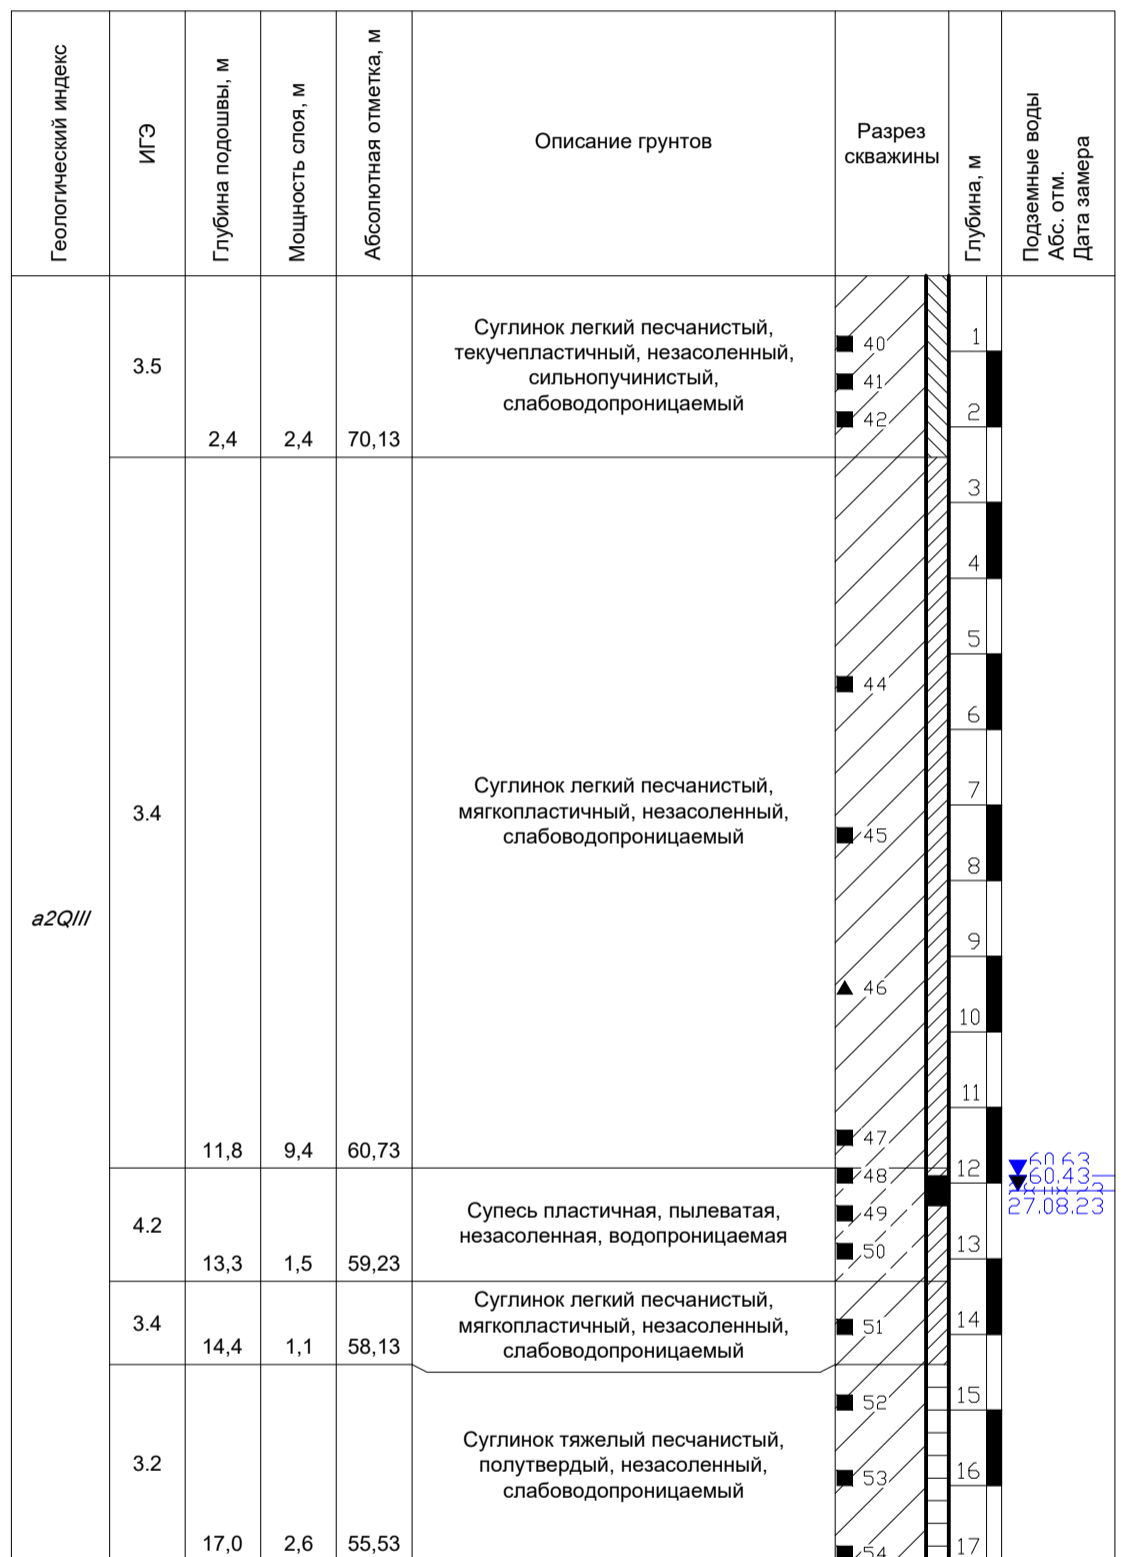 Геологический индекс
ИГЭ
Глубина подошвы, м
Мощность слоя, м
Абсолютная отметка, м
Описание грунтов
Разрез
скважины
Глубина, м
Подземные воды
Абс. отм.
Дата замера
a2QIII
3.5
2,4
2,4
70,13
Суглинок легкий песчанистый,
текучепластичный, незасоленный,
сильнопучинистый,
слабоводопроницаемый
40
41
42
1
2
3.4
11,8
9,4
60,73
Суглинок легкий песчанистый,
мягкопластичный, незасоленный,
слабоводопроницаемый
44
45
46
47
3
4
5
6
7
8
9
10
11
4.2
13,3
1,5
59,23
Супесь пластичная, пылеватая,
незасоленная, водопроницаемая
48
49
50
12
13
60.63
60.43
27.08.23
3.4
14,4
1,1
58,13
Суглинок легкий песчанистый,
мягкопластичный, незасоленный,
слабоводопроницаемый
51
14
3.2
17,0
2,6
55,53
Суглинок тяжелый песчанистый,
полутвердый, незасоленный,
слабоводопроницаемый
52
53
54
15
16
17